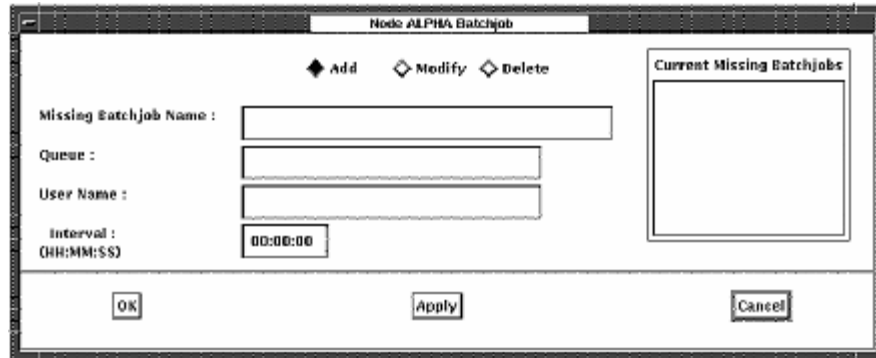 Node ALPHA Batchjob
Add Modify Delete
Current Missing Batchjobs
Missing Batchjob Name :
Queue :
User Name :
Interval :
(HH:MM:SS)
00:00:00
OK Apply Cancel